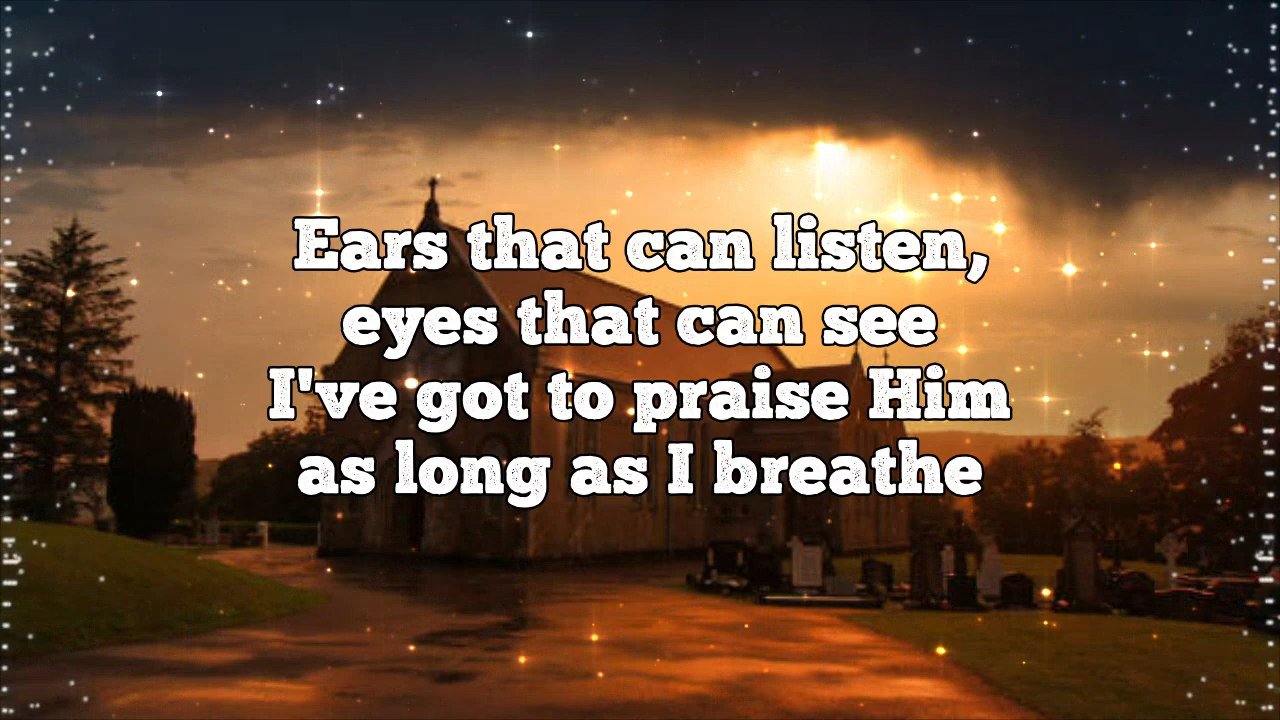 Ears that can listen,
eyes that can see
I've got to praise Him
as long as I breathe